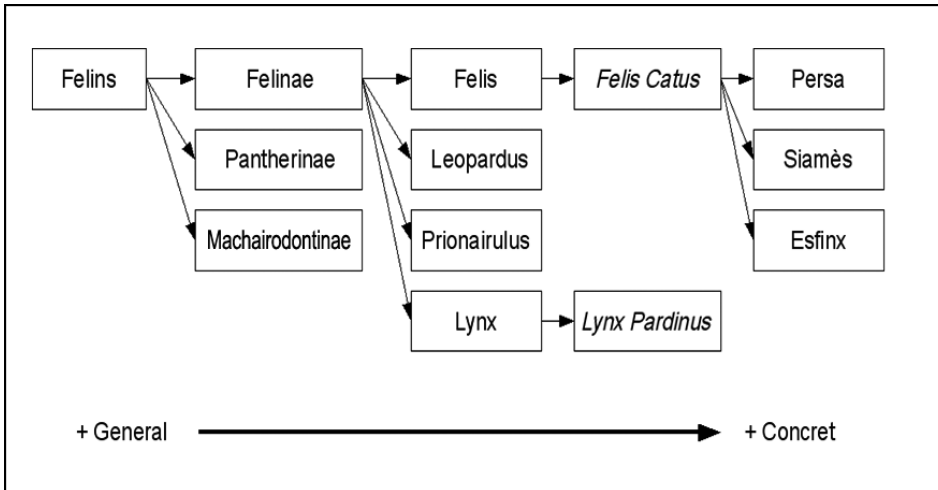 Felins
Felinae
Felis
Felis Catus
Persa
Pantherinae
Leopardus
Siamès
Machairodontinae
Prionairulus
Esfinx
Lynx
Lynx Pardinus
+ General
+ Concret